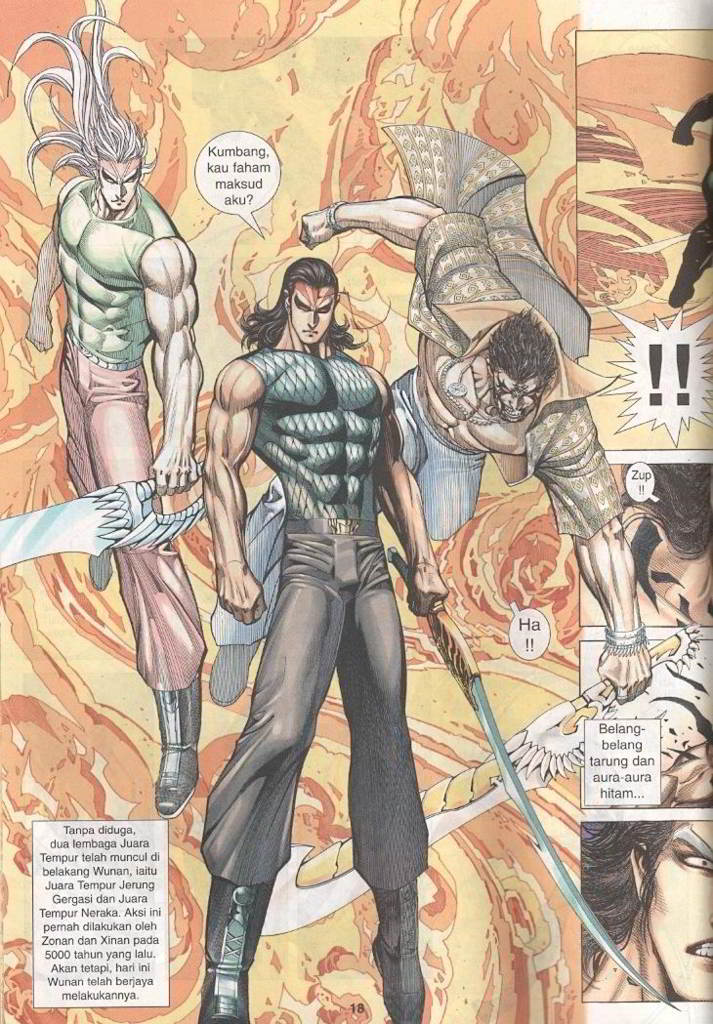 Kumbang,
kau faham
maksud
aku?
!!
Zup
!!
Ha
!!
Belang-
belang
tarung dan
aura-aura
hitam...
Tanpa diduga,
dua lembaga Juara
Tempur telah muncul di
belakang Wunan, iaitu
Juara Tempur Jerung
Gergasi dan Juara
Tempur Neraka. Aksi ini
pernah dilakukan oleh
Zonan dan Xinan pada
5000 tahun yang lalu.
Akan tetapi, hari ini
Wunan telah berjaya
melakukannya.
18